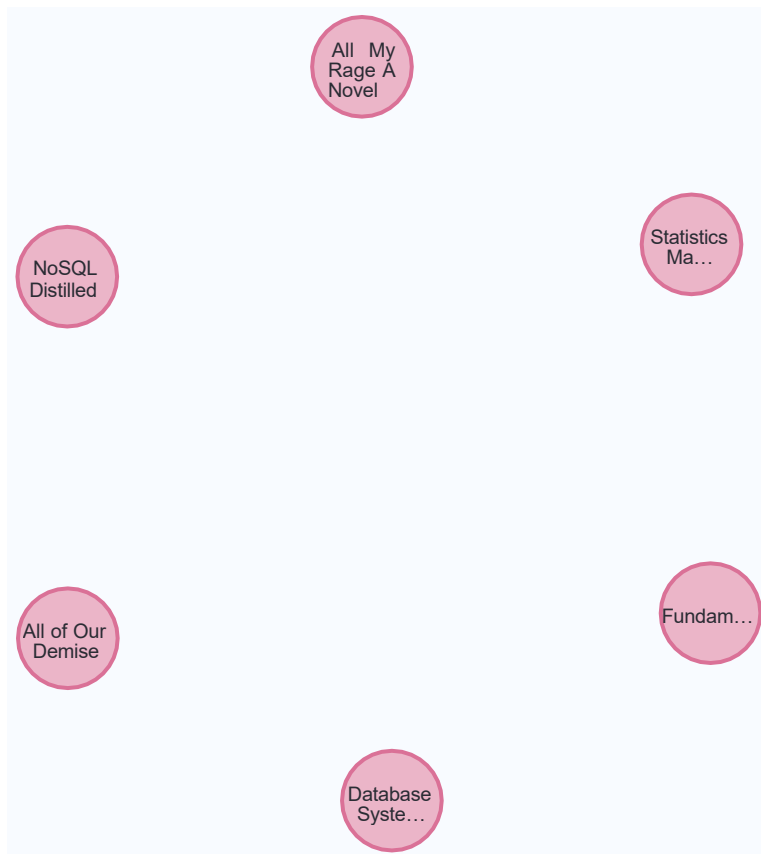 All My
Rage A
Novel
Statistics
Ma…
NoSQL
Distilled
Fundam…
All of Our
Demise
Database
Syste…